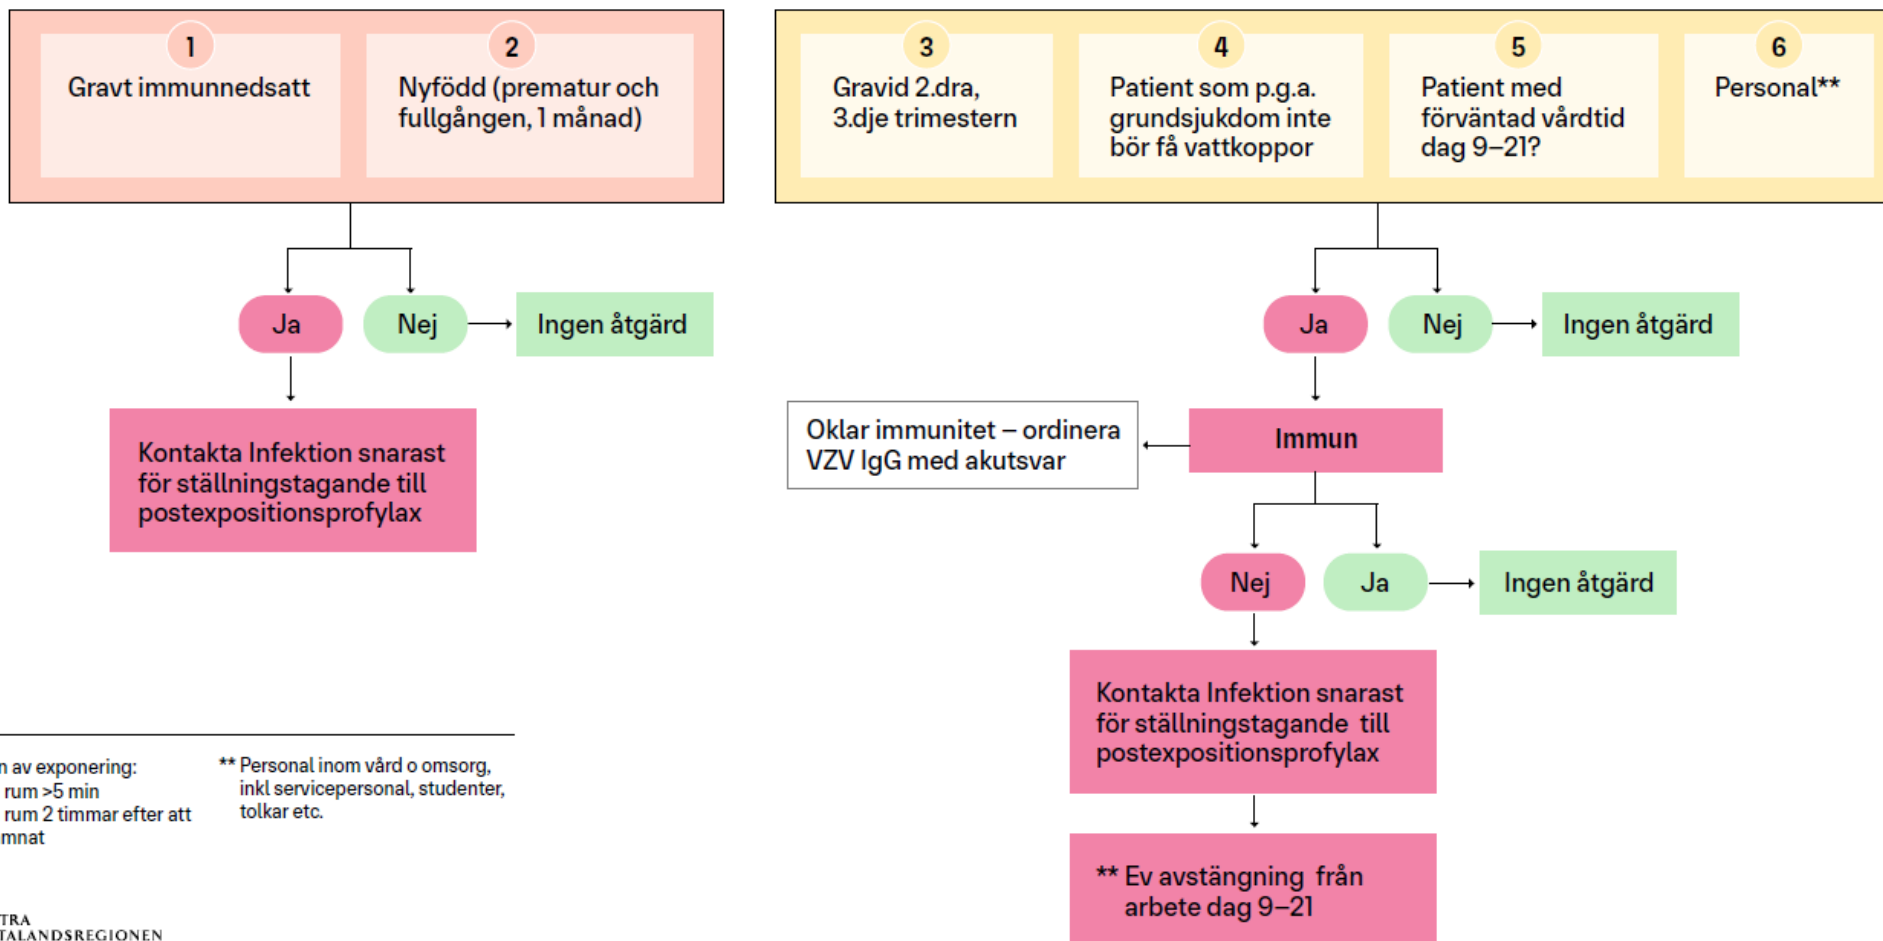 1
Gravt immunnedsatt
2
Nyfödd (prematur och
fullgången, 1 månad)
3
Gravid 2.dra,
3.dje trimestern
4
Patient som p.g.a.
grundsjukdom inte
bör få vattkoppor
5
Patient med
förväntad vårdtid
dag 9–21?
6
Personal**
Ja
Nej
Ingen åtgärd
Kontakta Infektion snarast
för ställningstagande till
postexpositionsprofylax
Ja
Nej
Ingen åtgärd
Oklar immunitet – ordinera
VZV IgG med akutsvar
Immun
Nej
Ja
Ingen åtgärd
Kontakta Infektion snarast
för ställningstagande till
postexpositionsprofylax
** Ev avstängning från
arbete dag 9–21
n av exponering:
rum >5 min
rum 2 timmar efter att
mnat
** Personal inom vård o omsorg,
inkl servicepersonal, studenter,
tolkar etc.
TRA
TALANDSREGIONEN